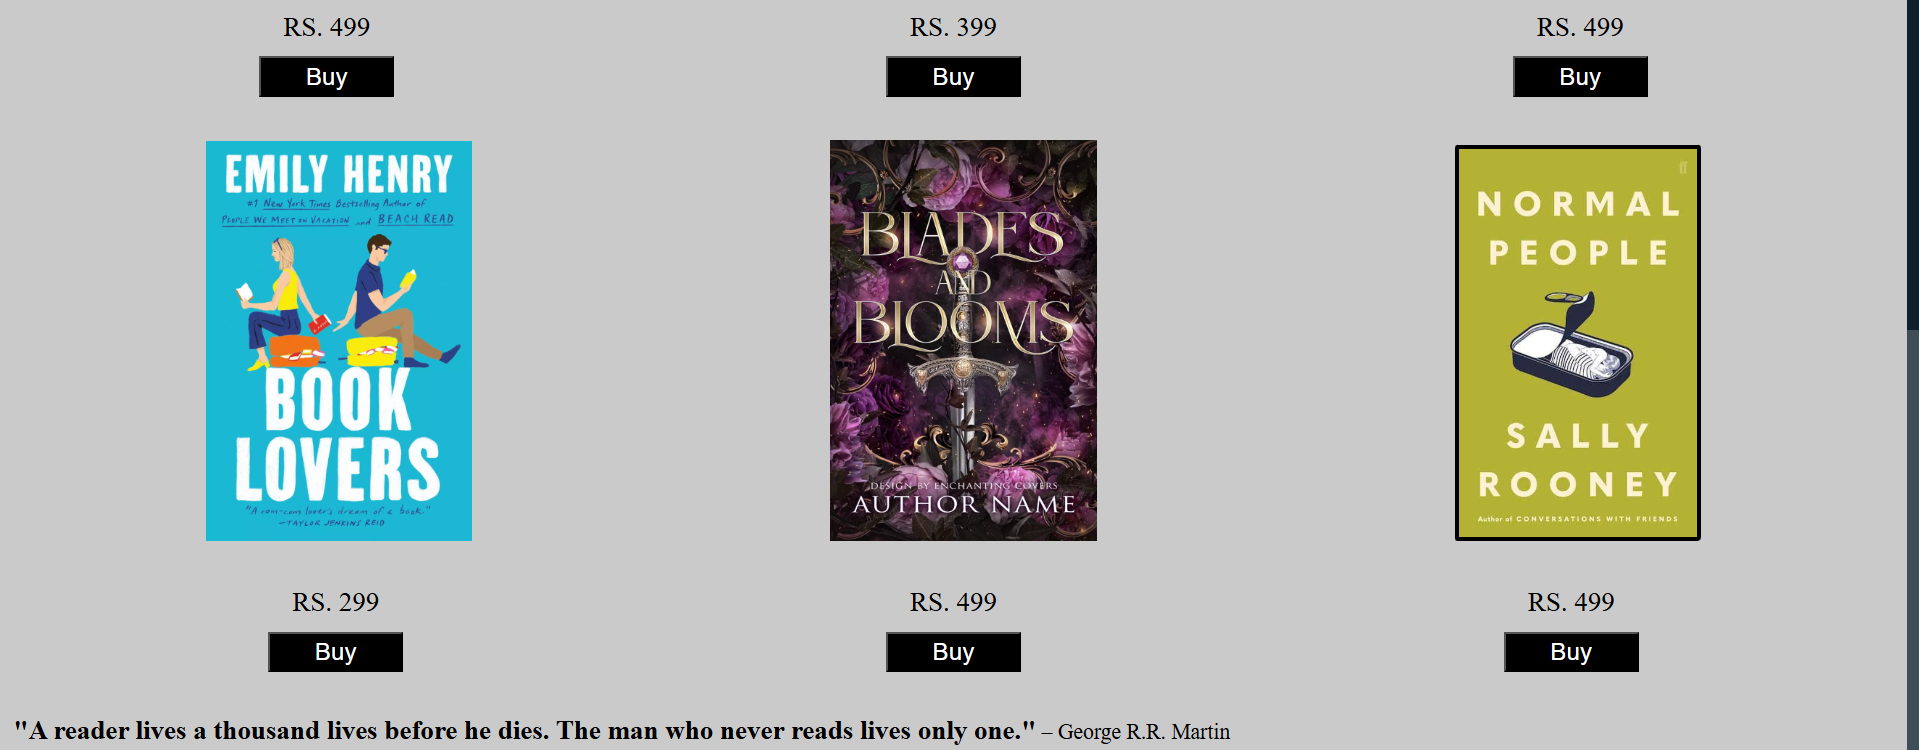 RS. 499
RS. 399
RS. 499
Buy
Buy
Buy
EMILY HENRY
#1 New York Times Bestselling Author of
PEOPLE WE MEET ON VACATION and BEACH READ
BOOK
LOVERS
"A rom-com lover's dream of a book."
—TAYLOR JENKINS REID
BLADES
AND
BLOOMS
DESIGN BY ENCHANTING COVERS
AUTHOR NAME
ff
NORMAL
PEOPLE
SALLY
ROONEY
Author of CONVERSATIONS WITH FRIENDS
RS. 299
RS. 499
RS. 499
Buy
Buy
Buy
"A reader lives a thousand lives before he dies. The man who never reads lives only one." – George R.R. Martin